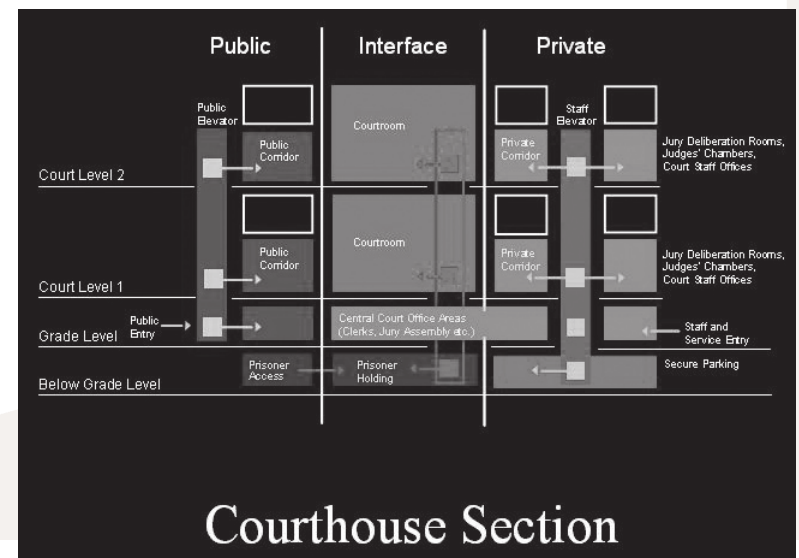 Public
Interface
Private
Public
Elevator
Staff
Elevator
Courtroom
Public
Corridor
Private
Corridor
Jury Deliberation Rooms,
Judges' Chambers,
Court Staff Offices
Court Level 2
Courtroom
Public
Corridor
Private
Corridor
Jury Deliberation Rooms,
Judges' Chambers,
Court Staff Offices
Court Level 1
Public
Entry
Central Court Office Areas
(Clerks, Jury Assembly etc.)
Staff and
Service Entry
Grade Level
Prisoner
Access
Prisoner
Holding
Secure Parking
Below Grade Level
Courthouse Section